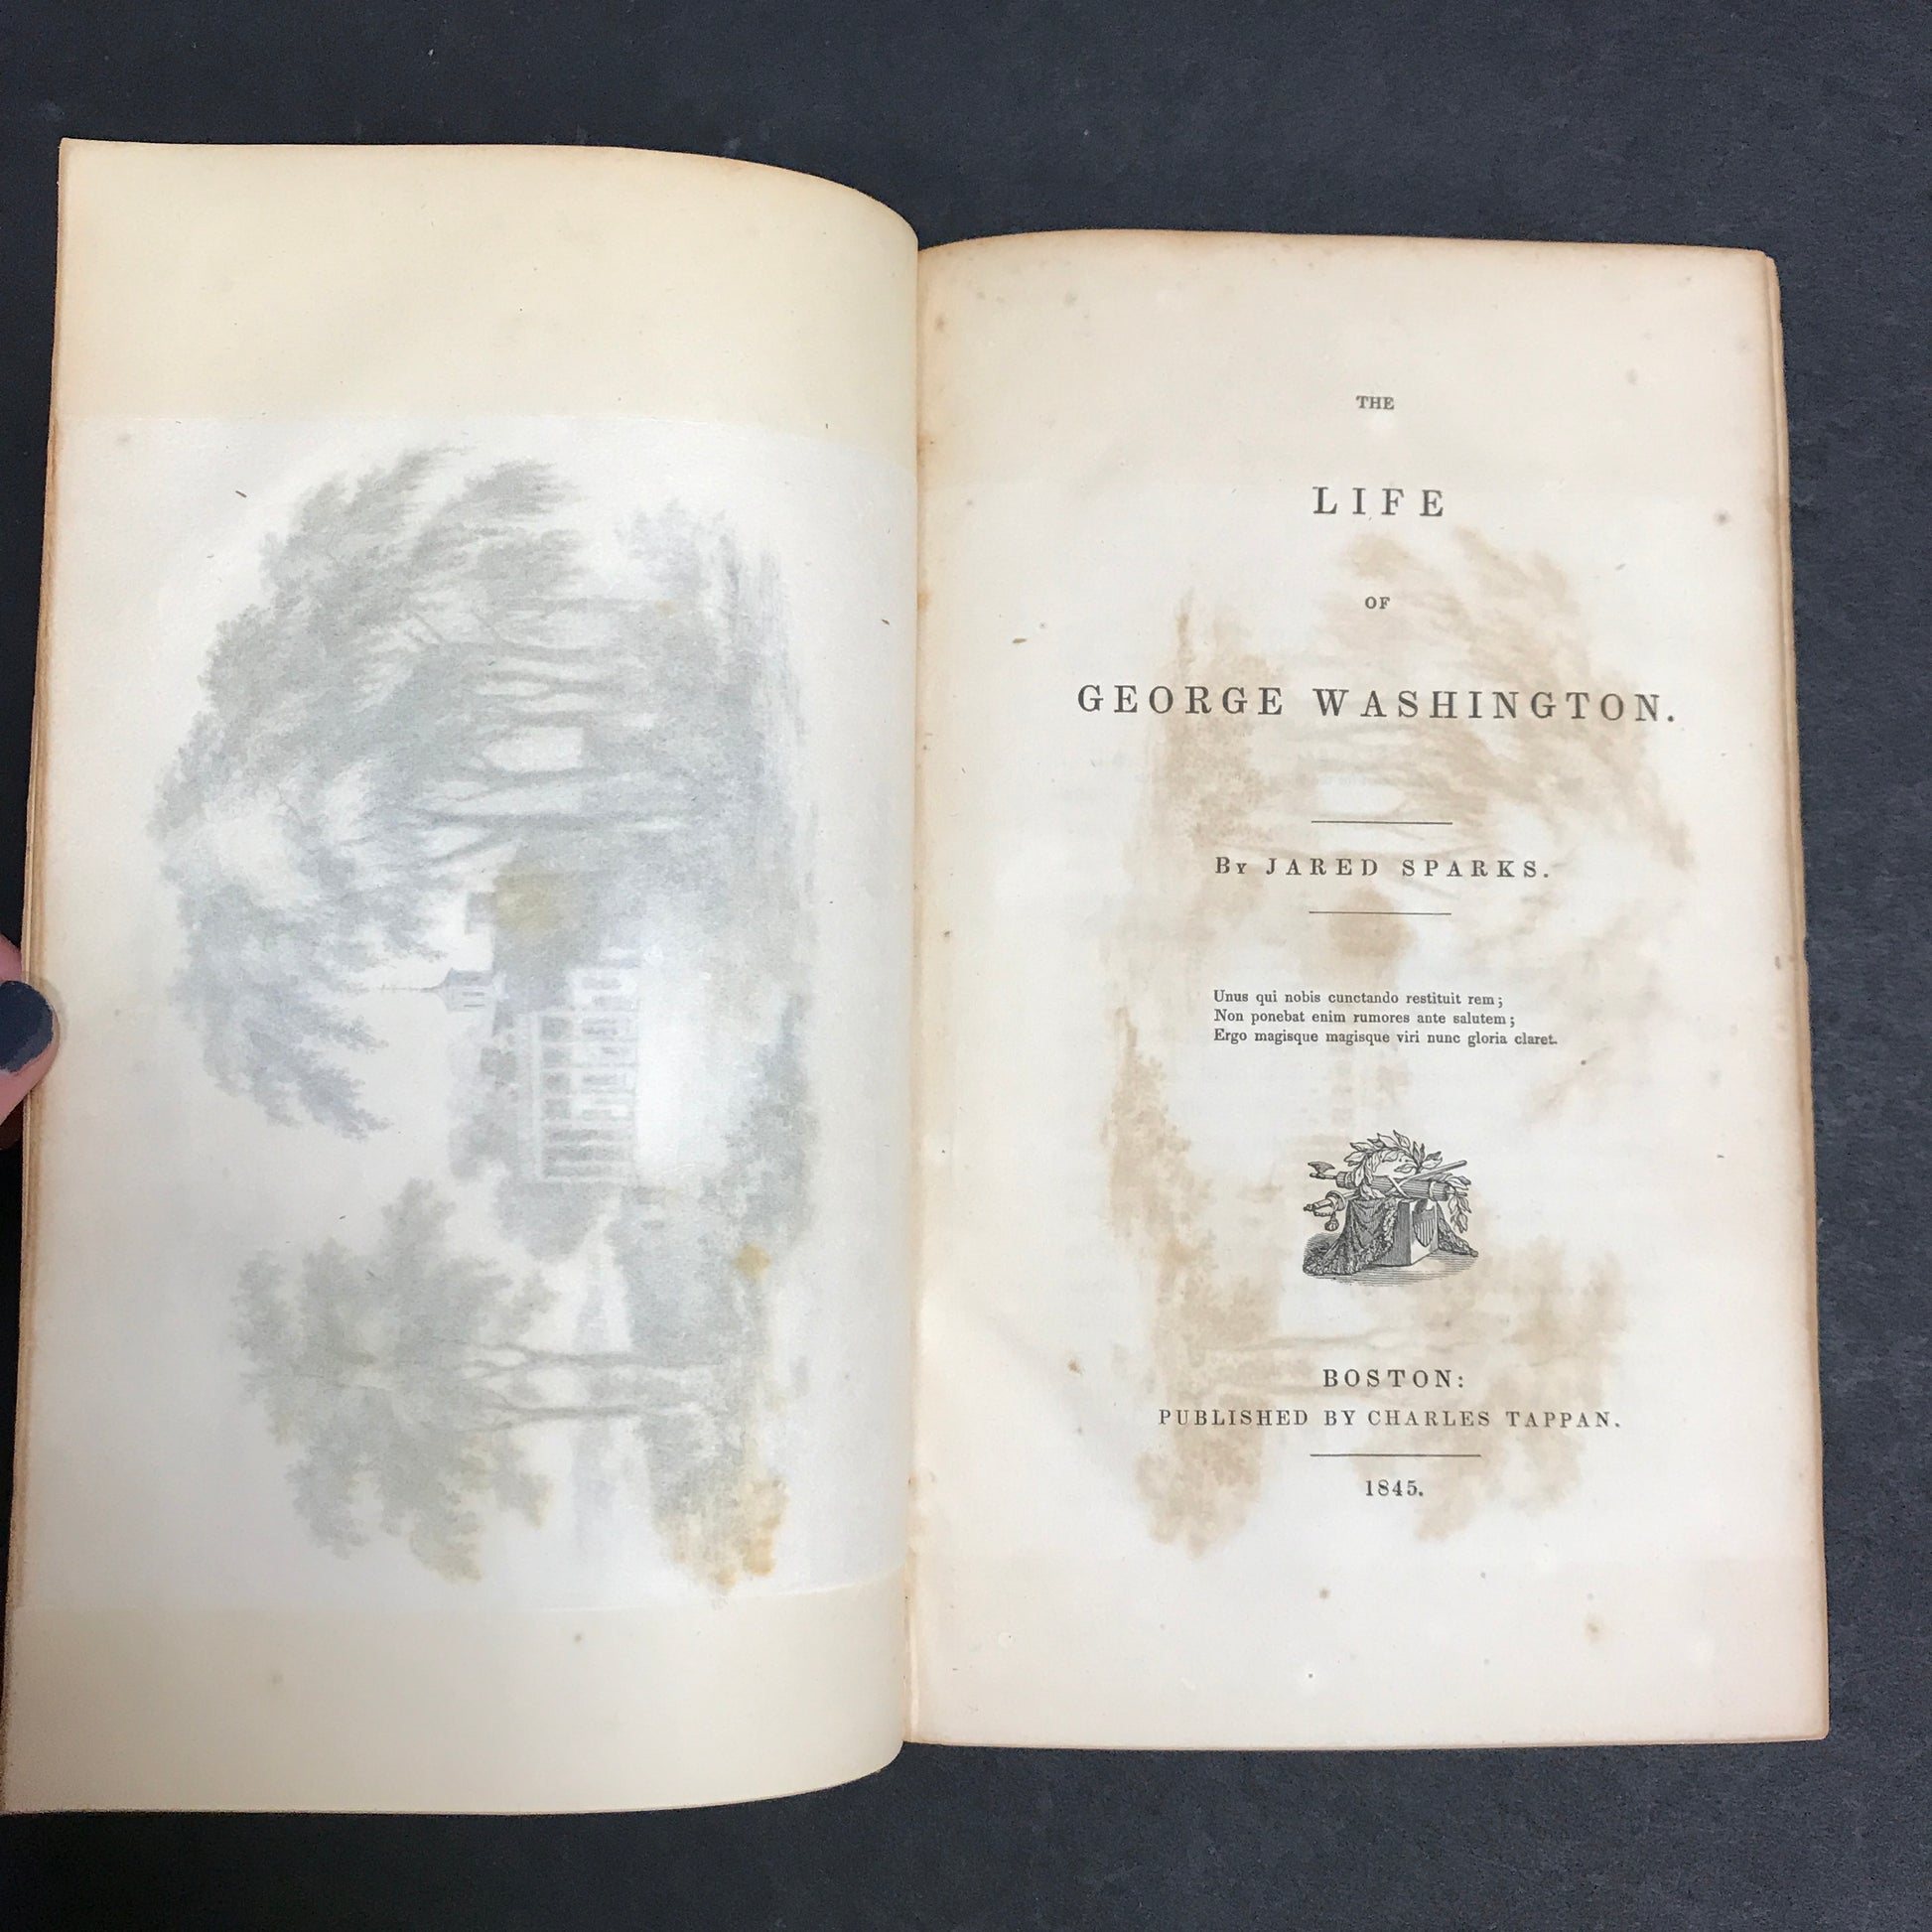 THE
LIFE
OF
GEORGE WASHINGTON.
By JARED SPARKS.
Unus qui nobis cunctando restituit rem;
Non ponebat enim rumores ante salutem;
Ergo magisque magisque viri nunc gloria claret.
BOSTON:
PUBLISHED BY CHARLES TAPPAN.
1845.